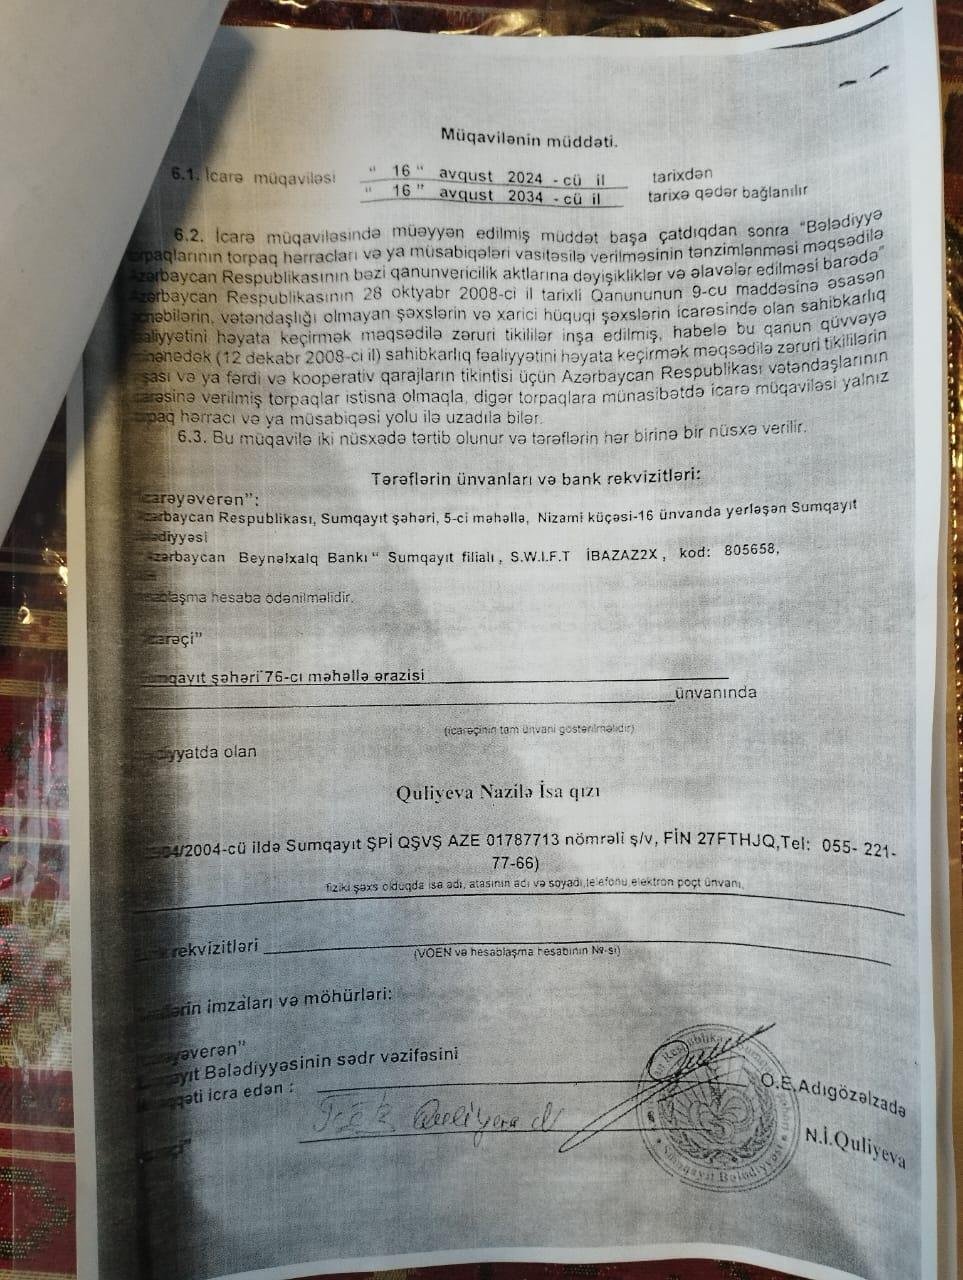 Müqavilənin müddəti.
6.1. İcarə müqaviləsi “ 16 “ avqust 2024 - cü il tarixdən
“ 16 ” avqust 2034 - cü il tarixə qədər bağlanılır
6.2. İcarə müqaviləsində müəyyən edilmiş müddət başa çatdıqdan sonra “Bələdiyyə
torpaqlarının torpaq hərracları və ya müsabiqələri vasitəsilə verilməsinin tənzimlənməsi məqsədilə
Azərbaycan Respublikasının bəzi qanunvericilik aktlarına dəyişikliklər və əlavələr edilməsi barədə”
Azərbaycan Respublikasının 28 oktyabr 2008-ci il tarixli Qanununun 9-cu maddəsinə əsasən
əcnəbilərin, vətəndaşlığı olmayan şəxslərin və xarici hüquqi şəxslərin icarəsində olan sahibkarlıq
fəaliyyətini həyata keçirmək məqsədilə zəruri tikililər inşa edilmiş, habelə bu qanun qüvvəyə
minənədək (12 dekabr 2008-ci il) sahibkarlıq fəaliyyətini həyata keçirmək məqsədilə zəruri tikililərin
inşası və ya fərdi və kooperativ qarajların tikintisi üçün Azərbaycan Respublikası vətəndaşlarının
icarəsinə verilmiş torpaqlar istisna olmaqla, digər torpaqlara münasibətdə icarə müqaviləsi yalnız
torpaq hərracı və ya müsabiqəsi yolu ilə uzadıla bilər.
6.3. Bu müqavilə iki nüsxədə tərtib olunur və tərəflərin hər birinə bir nüsxə verilir.
Tərəflərin ünvanları və bank rekvizitləri:
icarəyəverən”:
Azərbaycan Respublikası, Sumqayıt şəhəri, 5-ci məhəllə, Nizami küçəsi-16 ünvanda yerləşən Sumqayıt
Bələdiyyəsi
Azərbaycan Beynəlxalq Bankı “ Sumqayıt filialı , S.W.I.F.T İBAZAZ2X , kod: 805658,
hesablaşma hesaba ödənilməlidir.
icarəçi”
Sumqayıt şəhəri 76-cı məhəllə ərazisi
ünvanında
(icarəçinin tam ünvanı göstərilməlidir)
qeydiyyatda olan
Quliyeva Nazilə İsa qızı
04/2004-cü ildə Sumqayıt ŞPİ QŞVŞ AZE 01787713 nömrəli ş/v, FİN 27FTHJQ,Tel: 055- 221-
77-66)
fiziki şəxs olduqda isə adı, atasının adı və soyadı,telefonu,elektron poçt ünvanı,
rekvizitləri
(VÖEN və hesablaşma hesabının №-si)
Tərəflərin imzaları və möhürləri:
icarəyəverən”
Sumqayıt Bələdiyyəsinin sədr vəzifəsini
müvəqqəti icra edən : O.E.Adıgözəlzadə
Quliyeva N
N.İ.Quliyeva
Sumqayıt Bələdiyyəsi